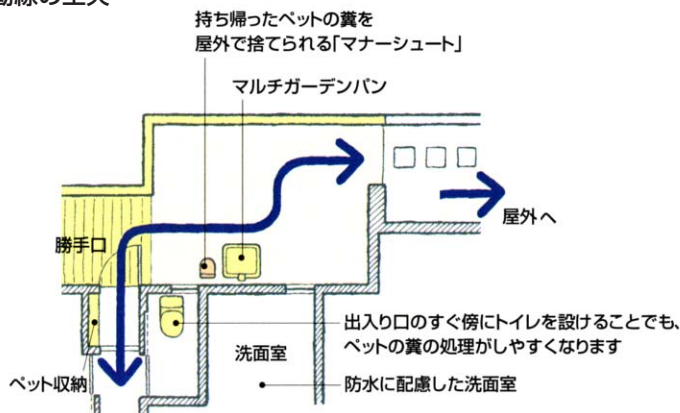 動線の工夫
持ち帰ったペットの糞を
屋外で捨てられる「マナーシュート」
マルチガーデンパン
屋外へ
勝手口
出入り口のすぐ傍にトイレを設けることでも、
ペットの糞の処理がしやすくなります
洗面室
ペット収納
防水に配慮した洗面室